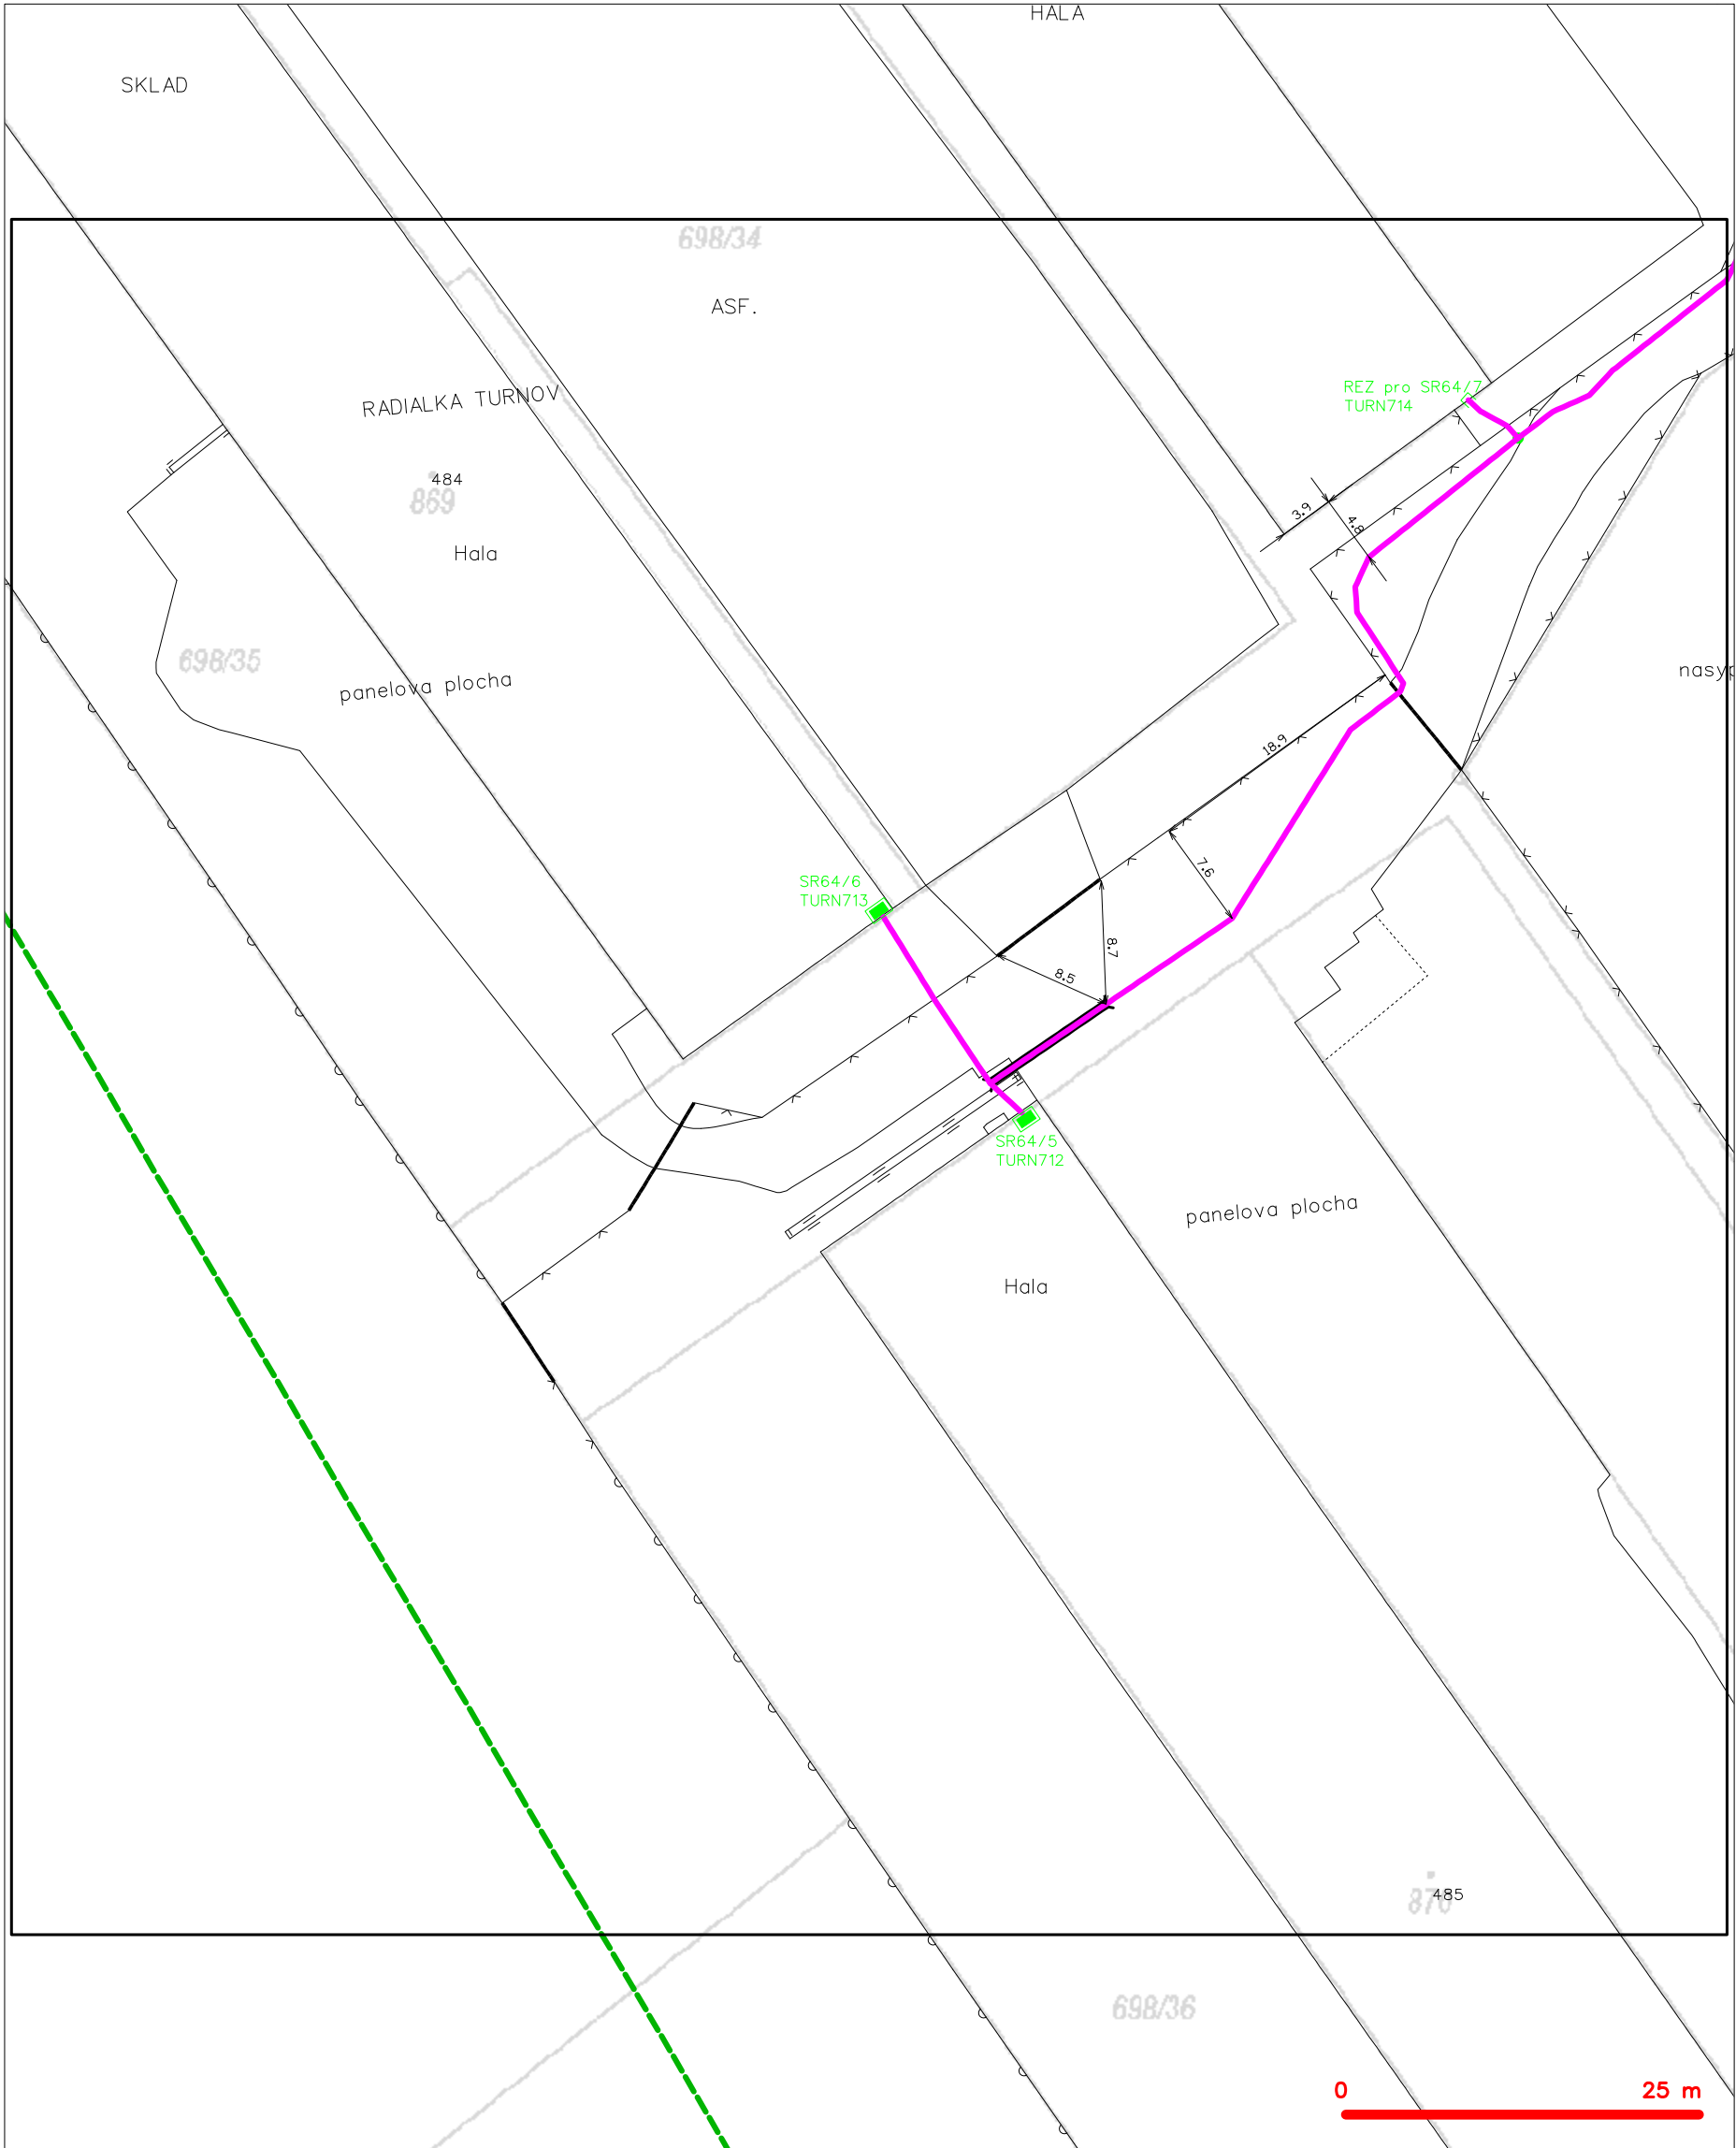 HALA
SKLAD
698/34
ASF.
REZ pro SR64/7
TURN714
RADIALKA TURNOV
484
869
3.9
4.8
Hala
698/35
panelova plocha
18.9
7.6
SR64/6
TURN713
8.7
8.5
SR64/5
TURN712
panelova plocha
Hala
485
698/36
0 25 m